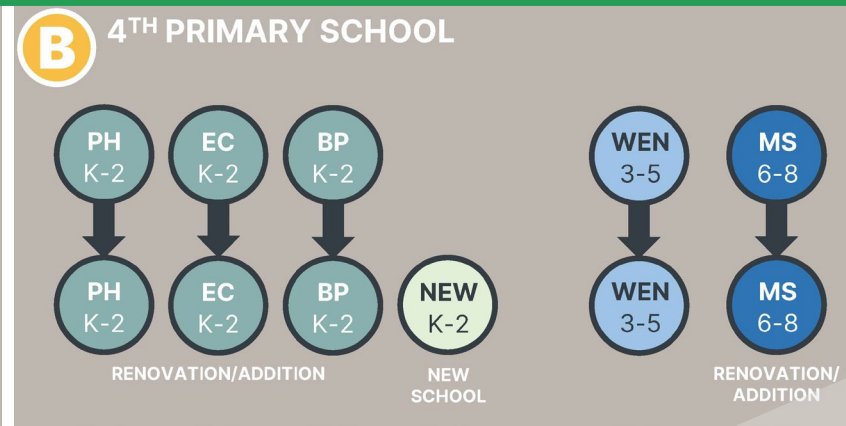 B
4TH PRIMARY SCHOOL
PH
K-2
EC
K-2
BP
K-2
WEN
3-5
MS
6-8
PH
K-2
EC
K-2
BP
K-2
NEW
K-2
WEN
3-5
MS
6-8
RENOVATION/ADDITION
NEW
SCHOOL
RENOVATION/
ADDITION